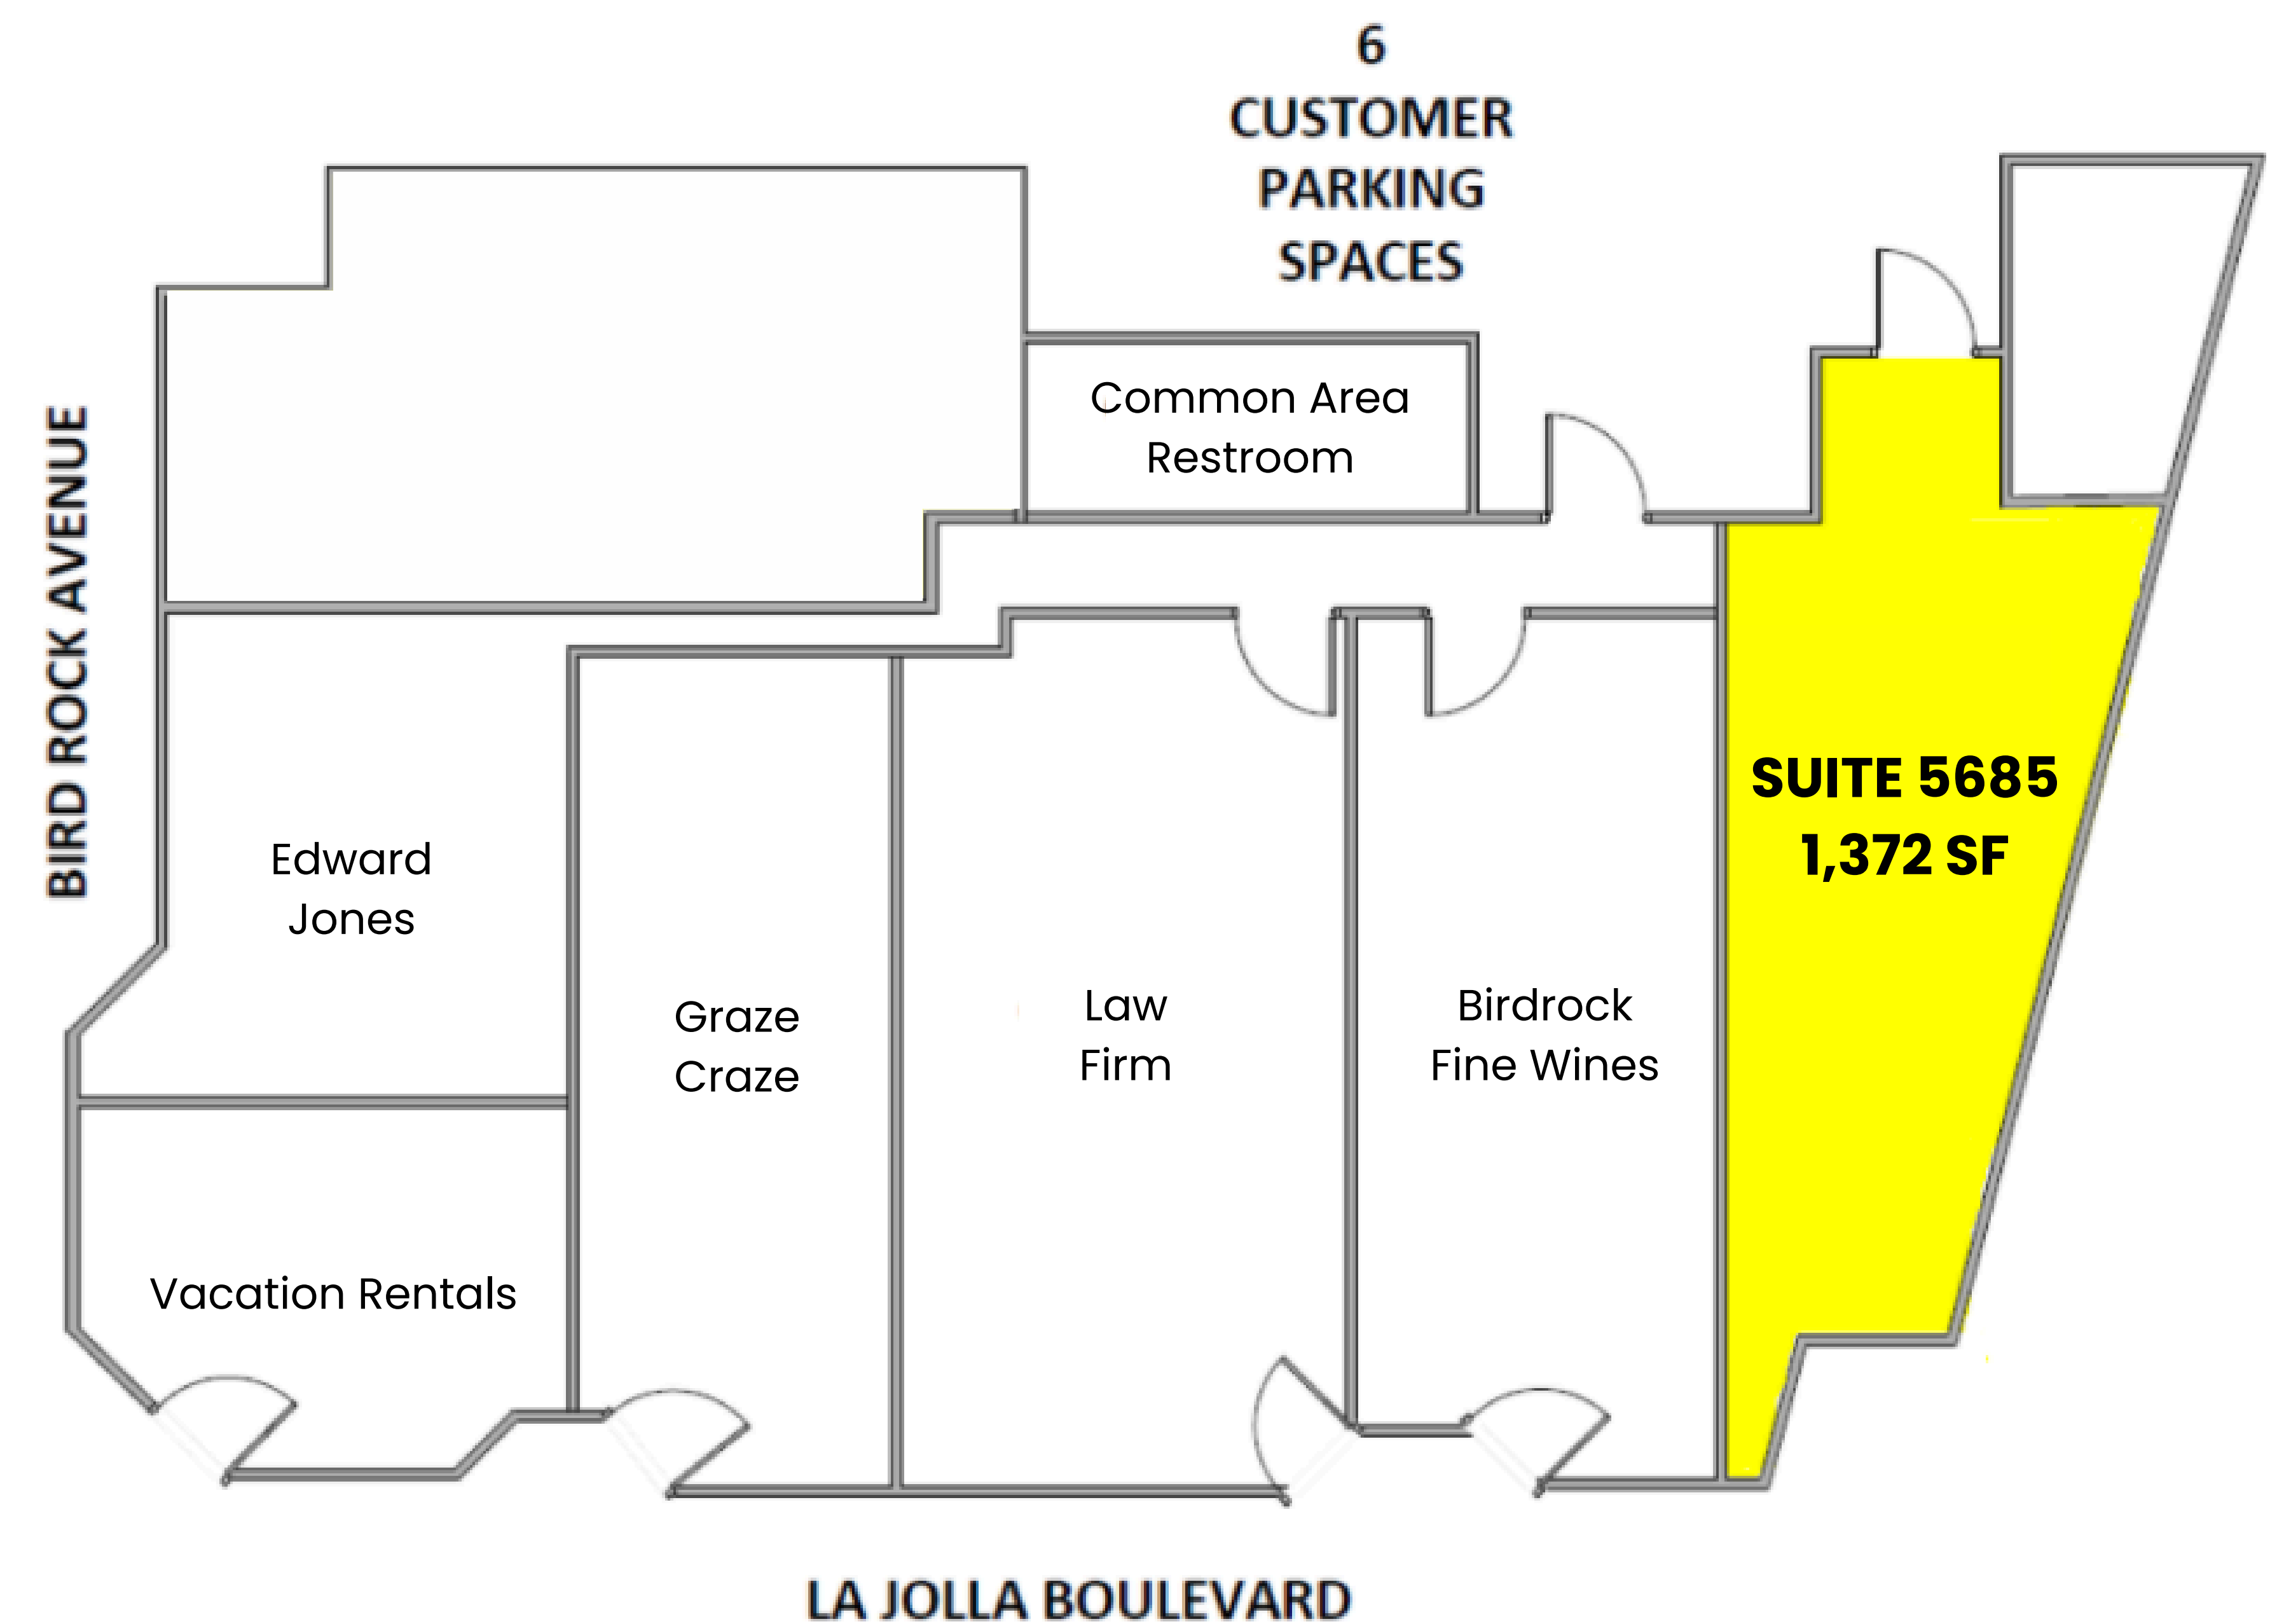 6
CUSTOMER
PARKING
SPACES
Common Area
Restroom
BIRD ROCK AVENUE
SUITE 5685
1,372 SF
Edward
Jones
Graze
Craze
Law
Firm
Birdrock
Fine Wines
Vacation Rentals
LA JOLLA BOULEVARD